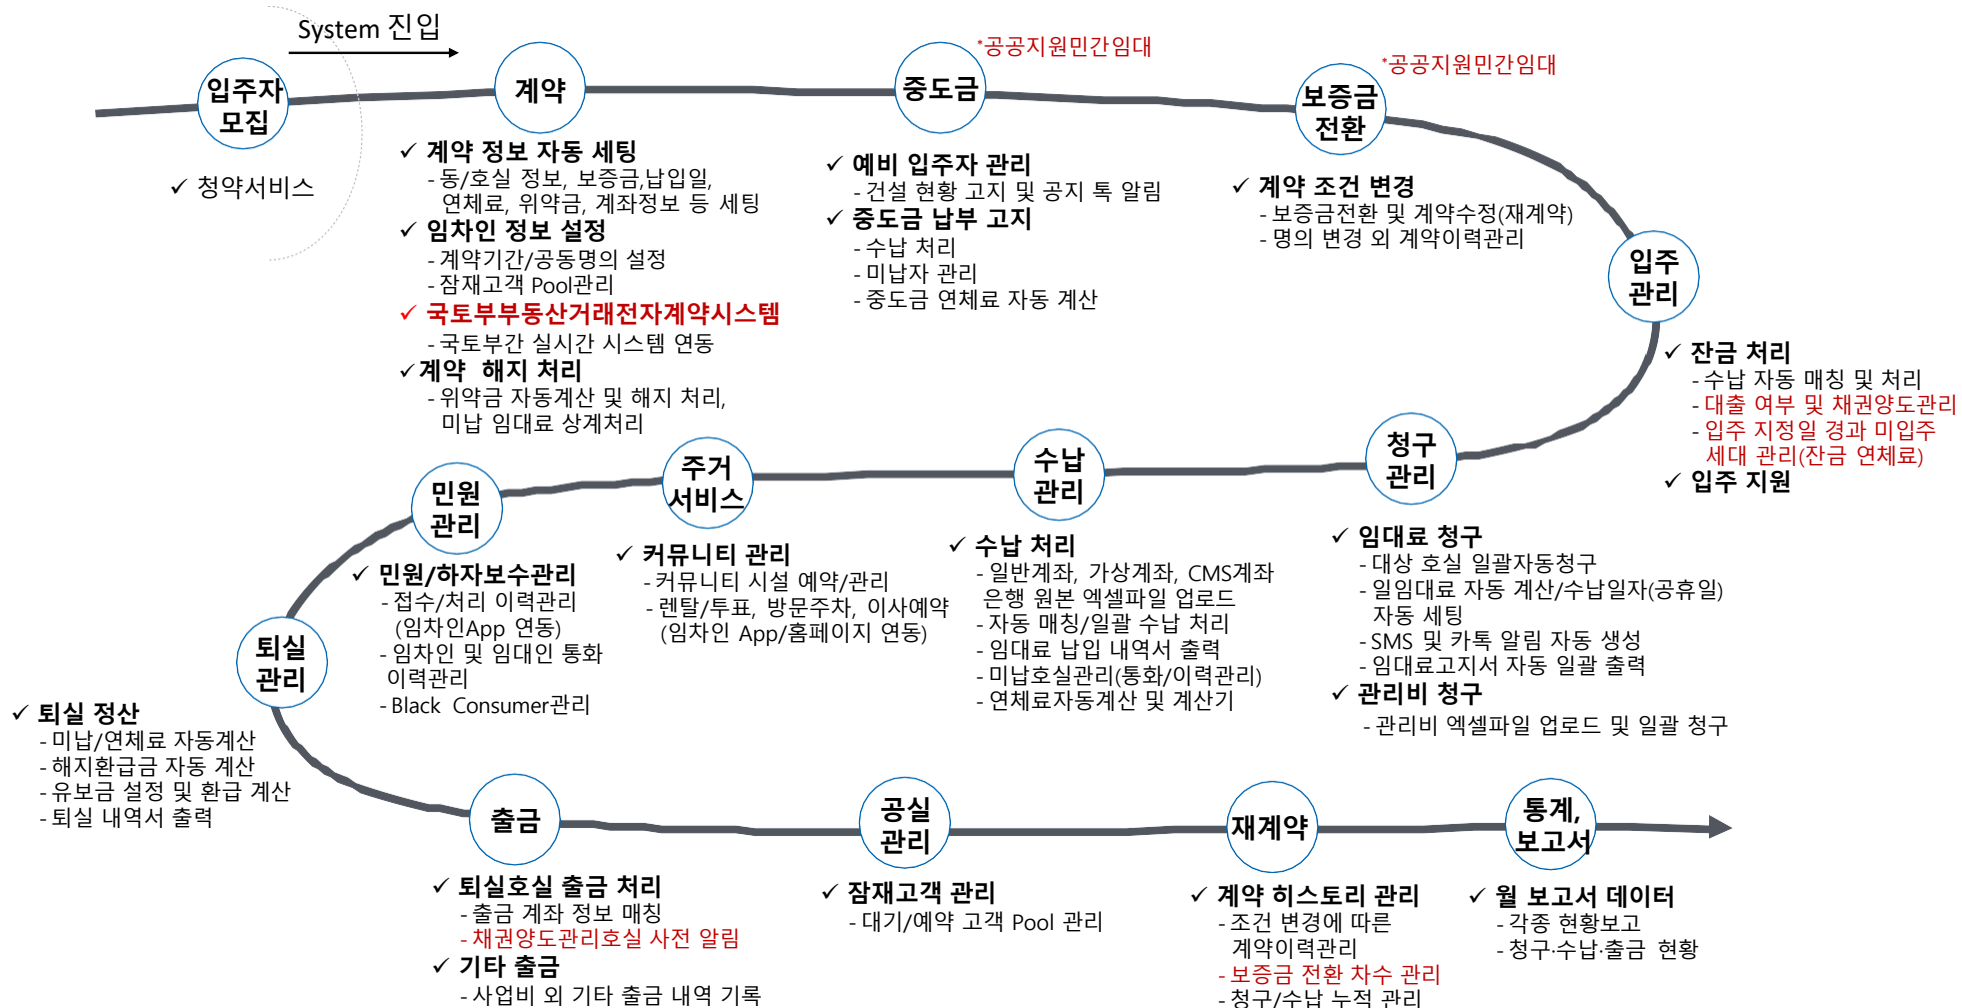 System 진입
입주자
모집
✓ 청약서비스
계약
✓ 계약 정보 자동 세팅
- 동/호실 정보, 보증금,납입일,
연체료, 위약금, 계좌정보 등 세팅
✓ 임차인 정보 설정
- 계약기간/공동명의 설정
- 잠재고객 Pool관리
✓ 국토부부동산거래전자계약시스템
- 국토부간 실시간 시스템 연동
✓ 계약 해지 처리
- 위약금 자동계산 및 해지 처리,
미납 임대료 상계처리
*공공지원민간임대
중도금
✓ 예비 입주자 관리
- 건설 현황 고지 및 공지 톡 알림
✓ 중도금 납부 고지
- 수납 처리
- 미납자 관리
- 중도금 연체료 자동 계산
*공공지원민간임대
보증금
전환
✓ 계약 조건 변경
- 보증금전환 및 계약수정(재계약)
- 명의 변경 외 계약이력관리
입주
관리
✓ 잔금 처리
- 수납 자동 매칭 및 처리
- 대출 여부 및 채권양도관리
- 입주 지정일 경과 미입주
세대 관리(잔금 연체료)
✓ 입주 지원
청구
관리
✓ 임대료 청구
- 대상 호실 일괄자동청구
- 일임대료 자동 계산/수납일자(공휴일)
자동 세팅
- SMS 및 카톡 알림 자동 생성
- 임대료고지서 자동 일괄 출력
✓ 관리비 청구
- 관리비 엑셀파일 업로드 및 일괄 청구
수납
관리
✓ 수납 처리
- 일반계좌, 가상계좌, CMS계좌
은행 원본 엑셀파일 업로드
- 자동 매칭/일괄 수납 처리
- 임대료 납입 내역서 출력
- 미납호실관리(통화/이력관리)
- 연체료자동계산 및 계산기
주거
서비스
✓ 커뮤니티 관리
- 커뮤니티 시설 예약/관리
- 렌탈/투표, 방문주차, 이사예약
(임차인 App/홈페이지 연동)
민원
관리
✓ 민원/하자보수관리
- 접수/처리 이력관리
(임차인App 연동)
- 임차인 및 임대인 통화
이력관리
- Black Consumer관리
퇴실
관리
✓ 퇴실 정산
- 미납/연체료 자동계산
- 해지환급금 자동 계산
- 유보금 설정 및 환급 계산
- 퇴실 내역서 출력
출금
✓ 퇴실호실 출금 처리
- 출금 계좌 정보 매칭
- 채권양도관리호실 사전 알림
✓ 기타 출금
- 사업비 외 기타 출금 내역 기록
공실
관리
✓ 잠재고객 관리
- 대기/예약 고객 Pool 관리
재계약
✓ 계약 히스토리 관리
- 조건 변경에 따른
계약이력관리
- 보증금 전환 차수 관리
- 청구/수납 누적 관리
통계,
보고서
✓ 월 보고서 데이터
- 각종 현황보고
- 청구·수납·출금 현황